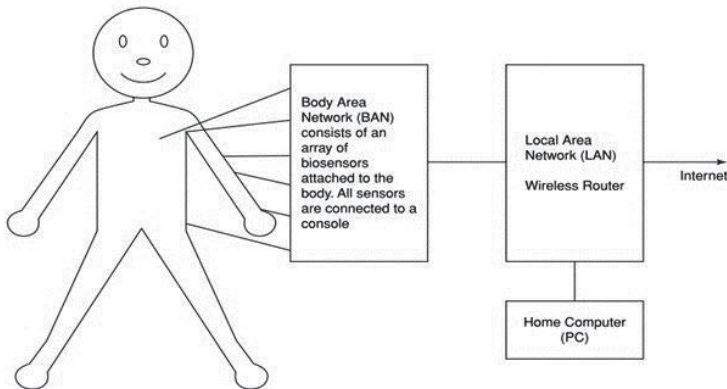 Body Area
Network (BAN)
consists of an
array of
biosensors
attached to the
body. All sensors
are connected to a
console
Local Area
Network (LAN)
Wireless Router
Internet
Home Computer
(PC)